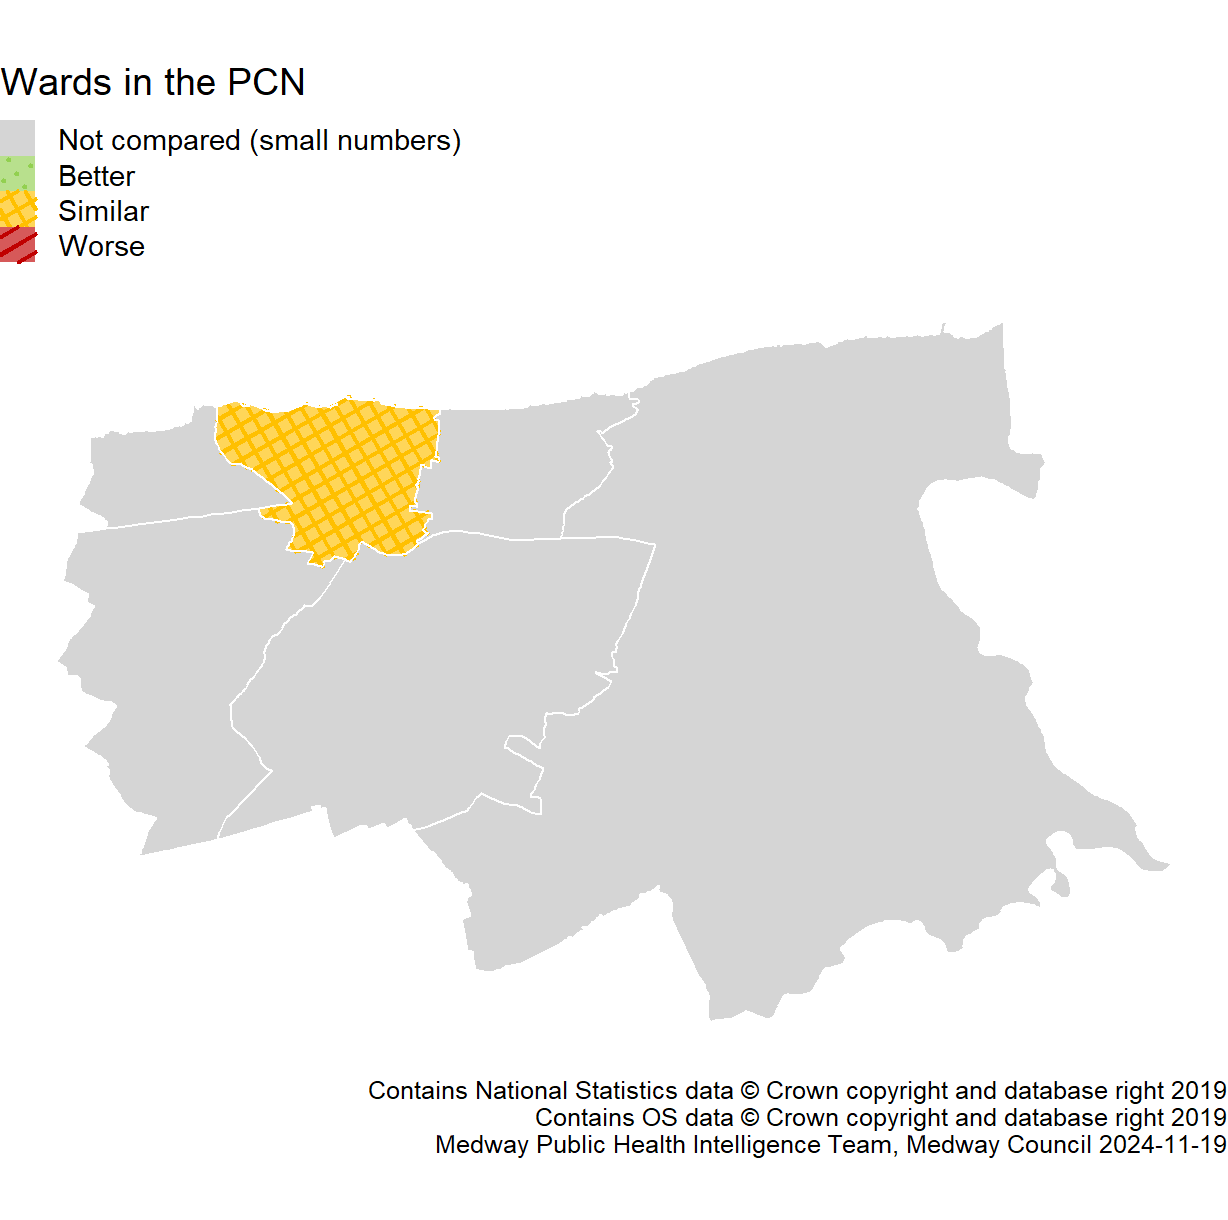 Wards in the PCN
Not compared (small numbers)
Better
Similar
Worse
Contains National Statistics data © Crown copyright and database right 2019
Contains OS data © Crown copyright and database right 2019
Medway Public Health Intelligence Team, Medway Council 2024-11-19